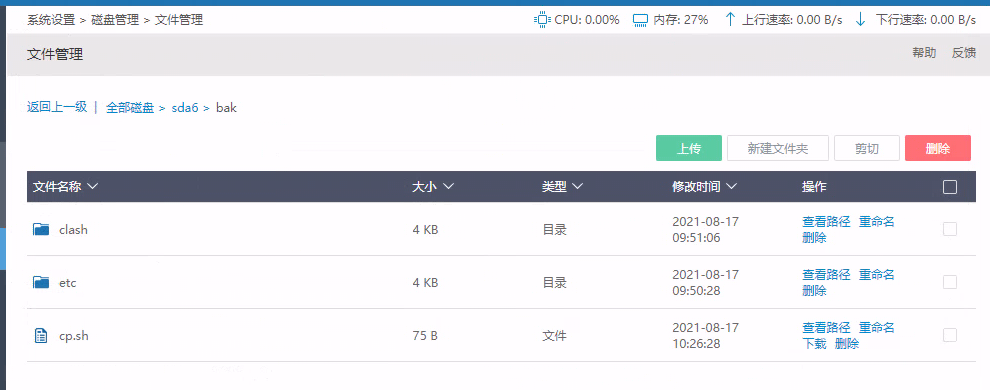 系统设置 > 磁盘管理 > 文件管理 CPU: 0.00% 内存: 27% 上行速率: 0.00 B/s 下行速率: 0.00 B/s
文件管理 帮助 反馈
返回上一级 | 全部磁盘 > sda6 > bak
上传 新建文件夹 剪切 删除
文件名称 大小 类型 修改时间 操作
clash 4 KB 目录 2021-08-17 查看路径 重命名
09:51:06 删除
etc 4 KB 目录 2021-08-17 查看路径 重命名
09:50:28 删除
cp.sh 75 B 文件 2021-08-17 查看路径 重命名
10:26:28 下载 删除